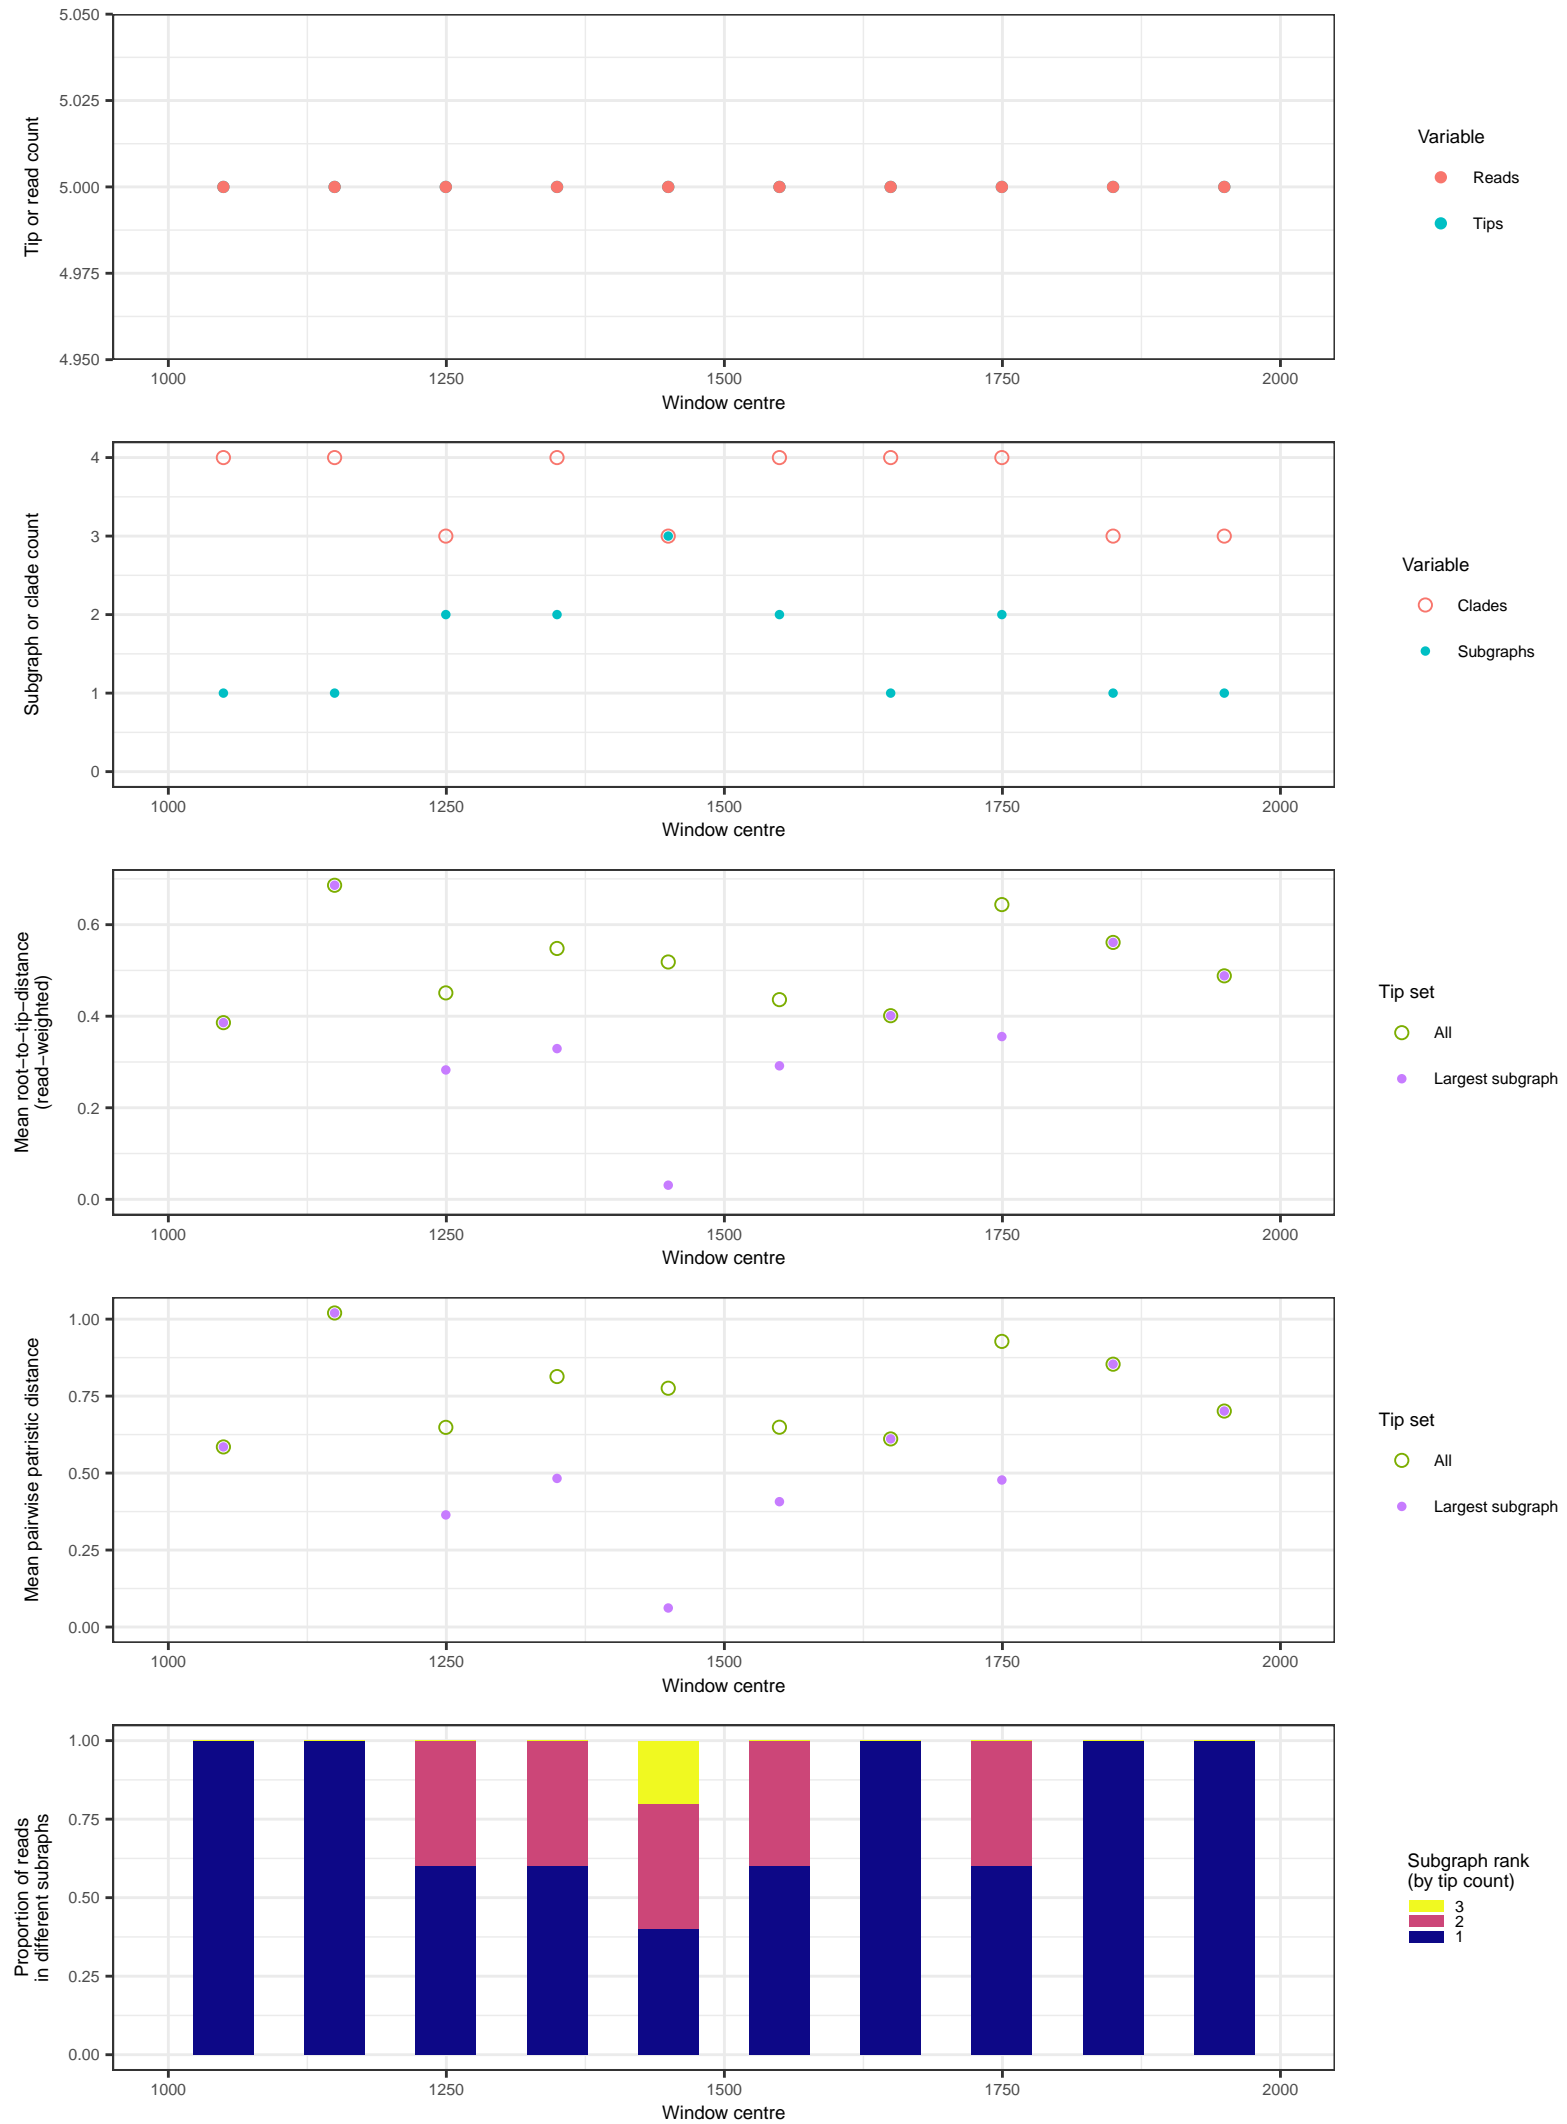 5.050
5.025
5.000
4.975
4.950
Tip or read count
1000 1250 1500 1750 2000
Window centre
Variable
Reads
Tips
4
3
2
1
0
Subgraph or clade count
1000 1250 1500 1750 2000
Window centre
Variable
Clades
Subgraphs
0.6
0.4
0.2
0.0
Mean root−to−tip−distance
(read−weighted)
1000 1250 1500 1750 2000
Window centre
Tip set
All
Largest subgraph
1.00
0.75
0.50
0.25
0.00
Mean pairwise patristic distance
1000 1250 1500 1750 2000
Window centre
Tip set
All
Largest subgraph
1.00
0.75
0.50
0.25
0.00
Proportion of reads
in different subraphs
1000 1250 1500 1750 2000
Window centre
Subgraph rank
(by tip count)
3
2
1